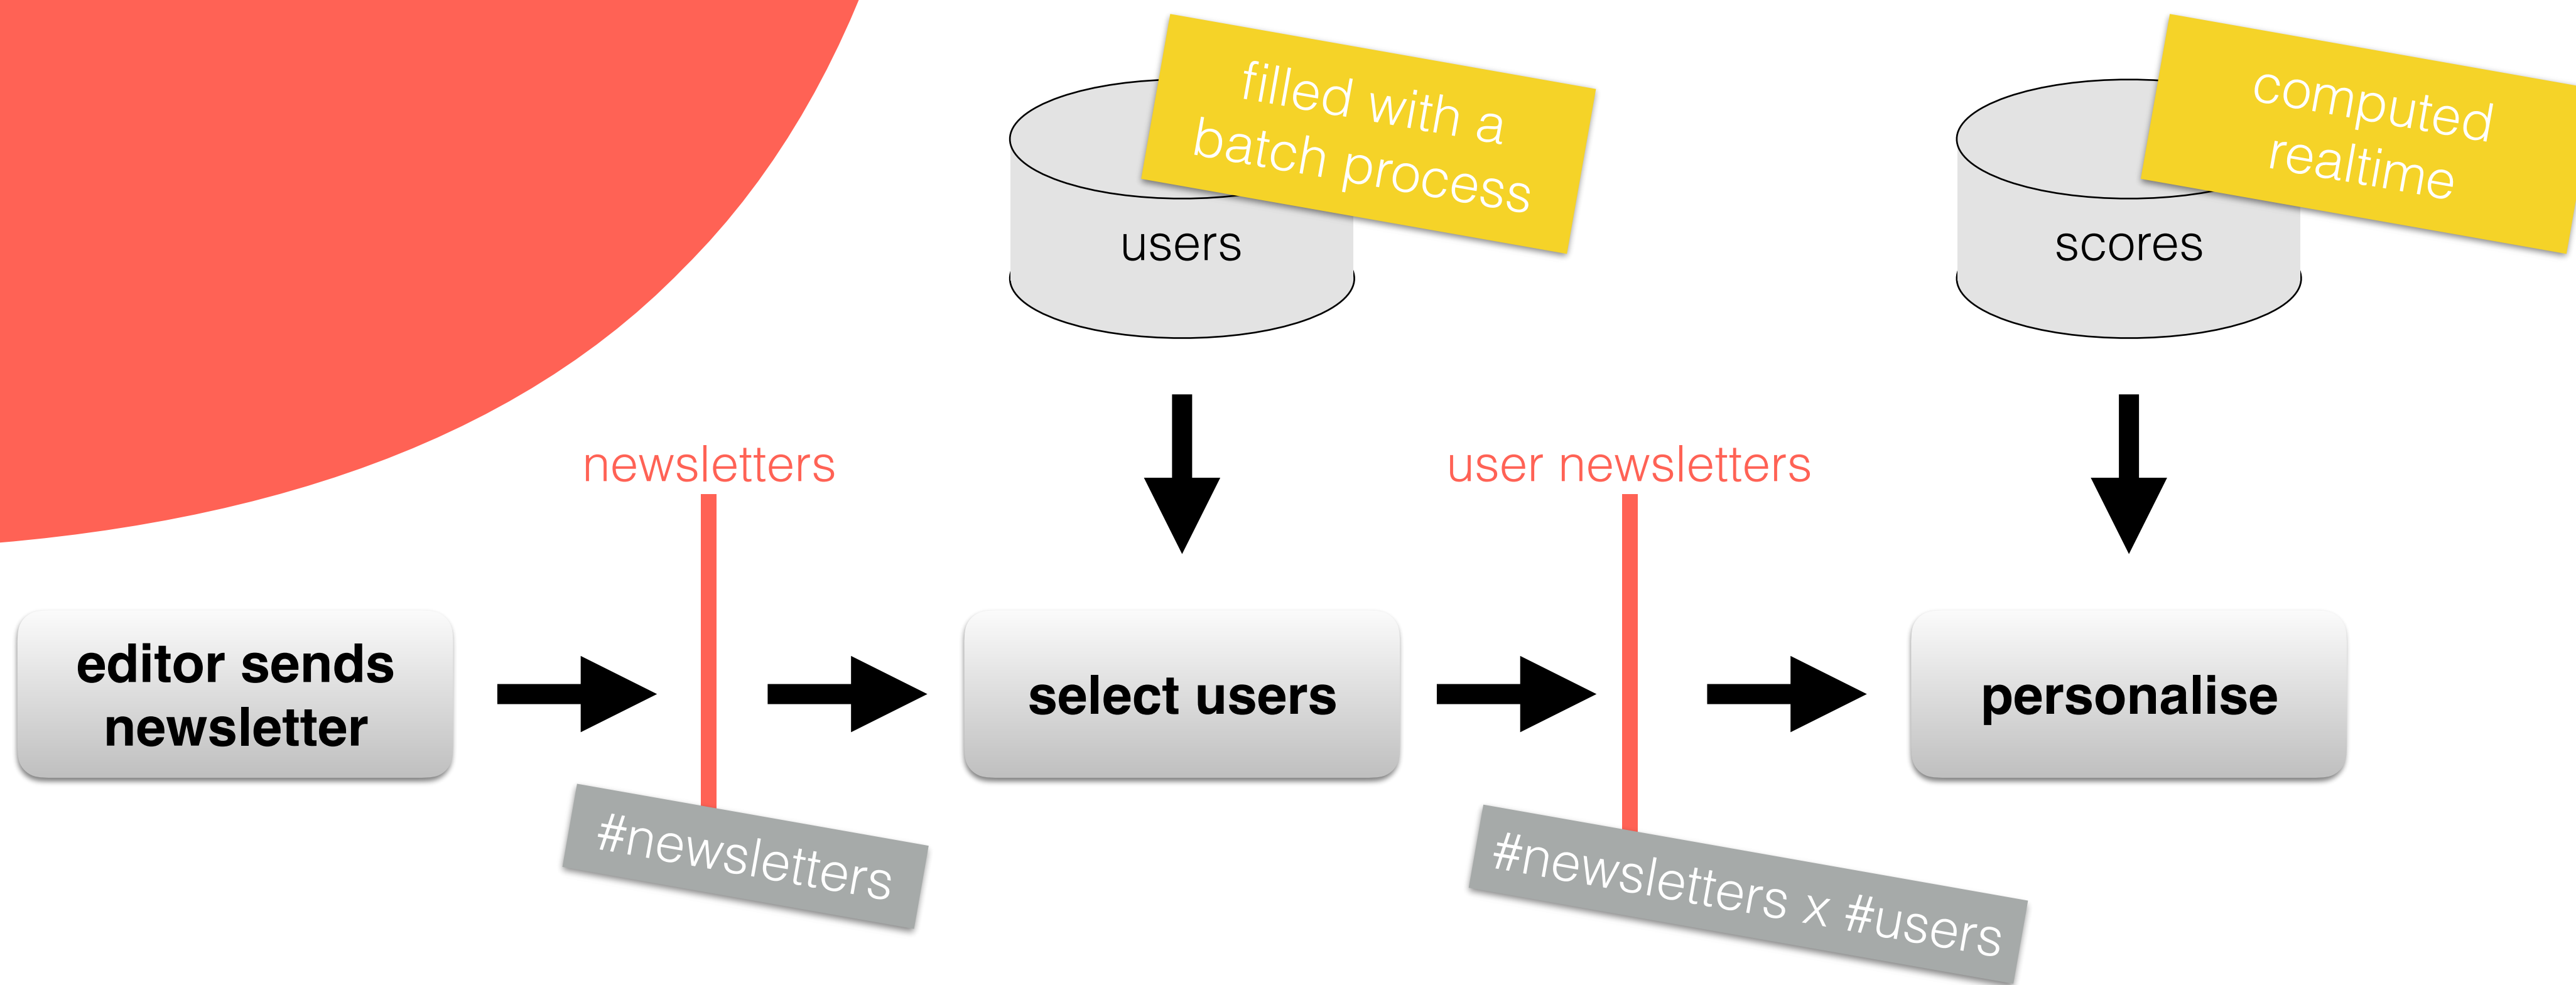 filled with a
batch process
users
computed
realtime
scores
newsletters
user newsletters
editor sends
newsletter
select users
personalise
#newsletters
#newsletters x #users